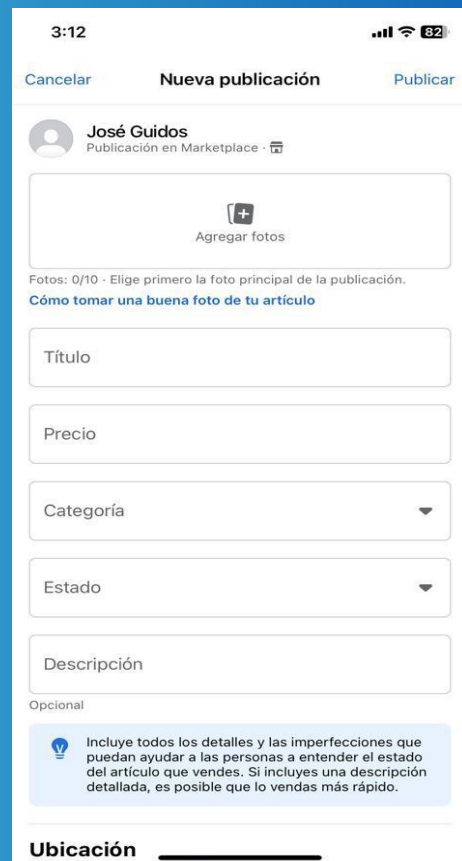 3:12
82
Cancelar
Nueva publicación
Publicar
José Guidos
Publicación en Marketplace ·
Agregar fotos
Fotos: 0/10 · Elige primero la foto principal de la publicación.
Cómo tomar una buena foto de tu artículo
Título
Precio
Categoría
Estado
Descripción
Opcional
Incluye todos los detalles y las imperfecciones que
puedan ayudar a las personas a entender el estado
del artículo que vendes. Si incluyes una descripción
detallada, es posible que lo vendas más rápido.
Ubicación